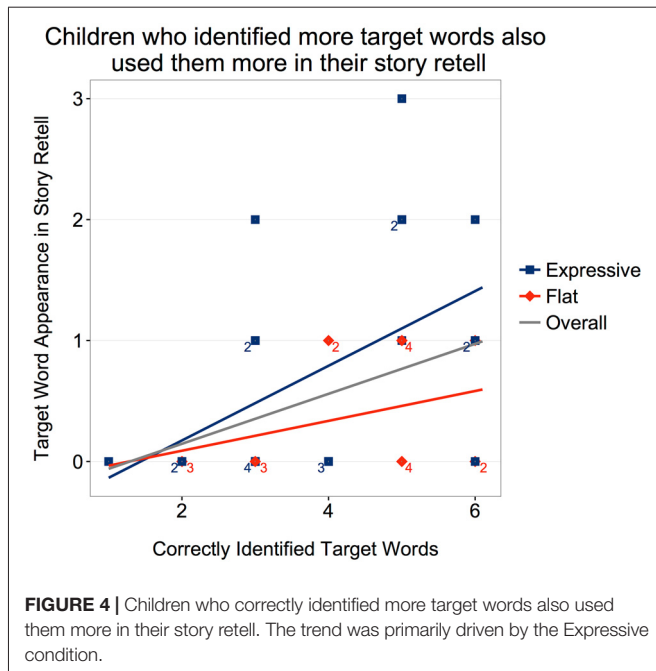 Children who identified more target words also
used them more in their story retell
Target Word Appearance in Story Retell
3
2
2
1
2
2
4
2
0
2
3
4
3
3
4
2
2
4
6
Correctly Identified Target Words
Expressive
Flat
Overall
FIGURE 4 | Children who correctly identified more target words also used
them more in their story retell. The trend was primarily driven by the Expressive
condition.